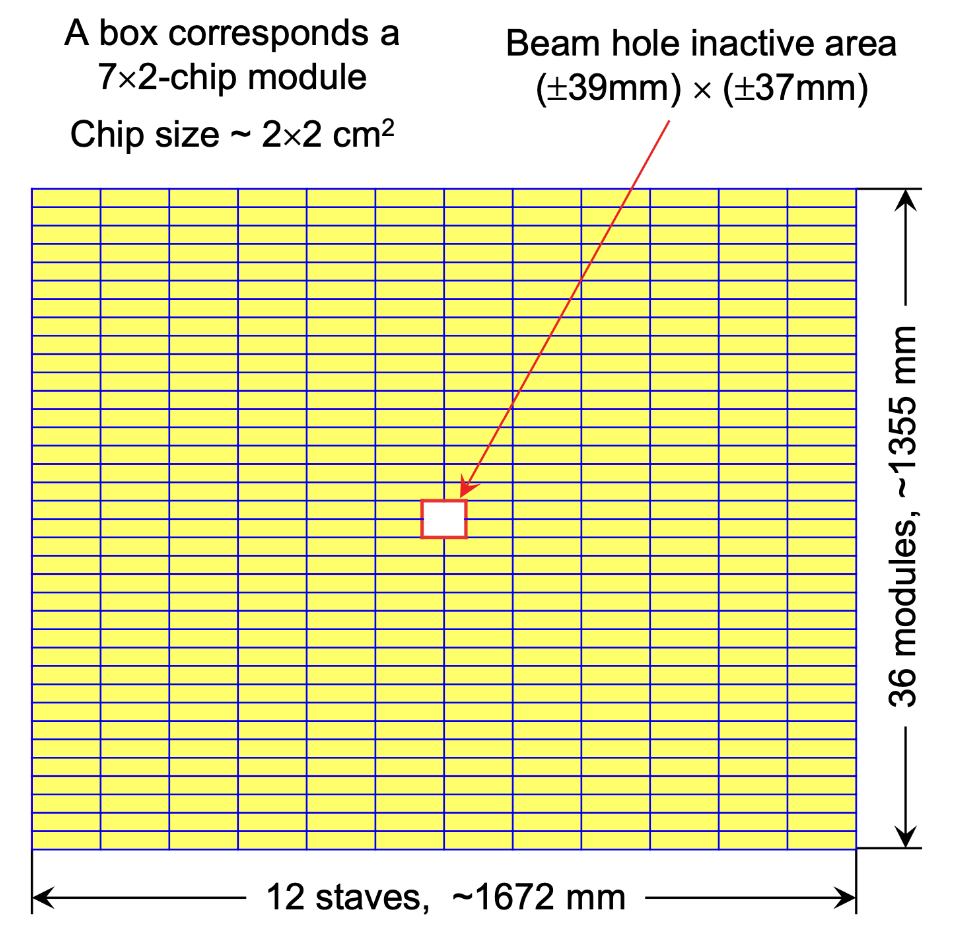 A box corresponds a
7×2-chip module
Chip size ~ 2×2 cm²
Beam hole inactive area
(±39mm) × (±37mm)
36 modules, ~1355 mm
12 staves, ~1672 mm